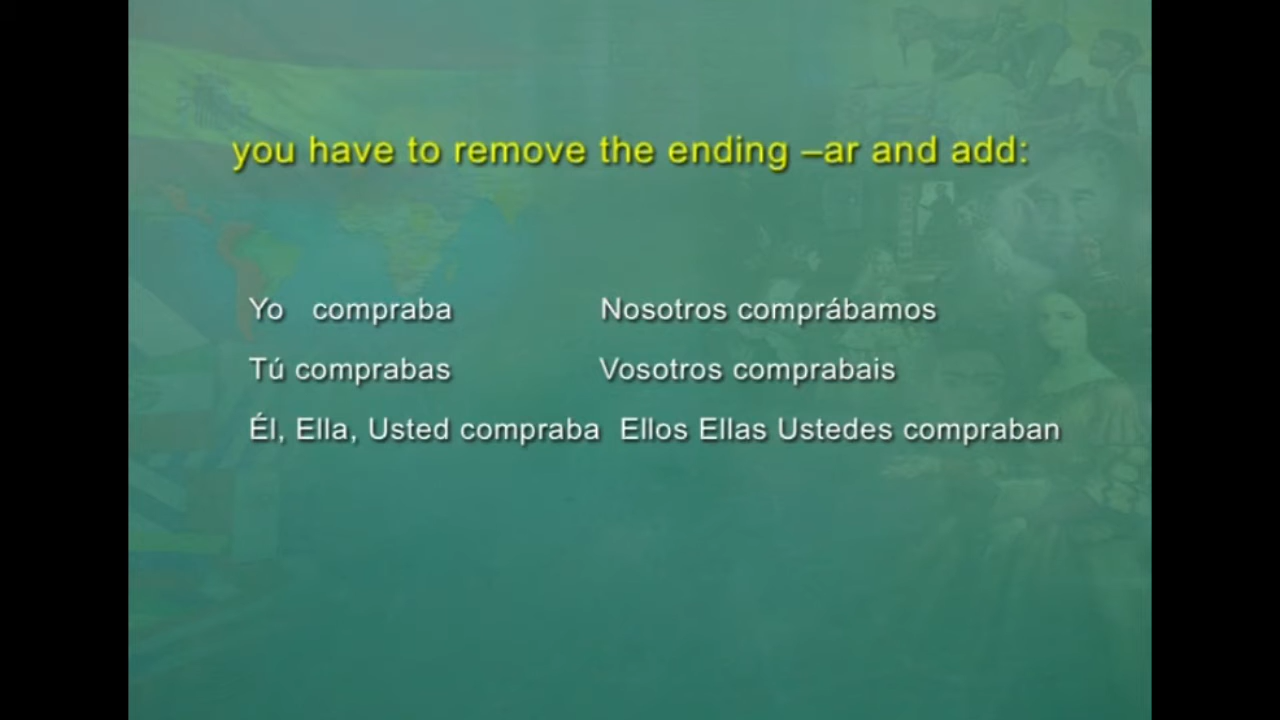 you have to remove the ending –ar and add:
Yo compraba Nosotros comprábamos
Tú comprabas Vosotros comprabais
Él, Ella, Usted compraba Ellos Ellas Ustedes compraban